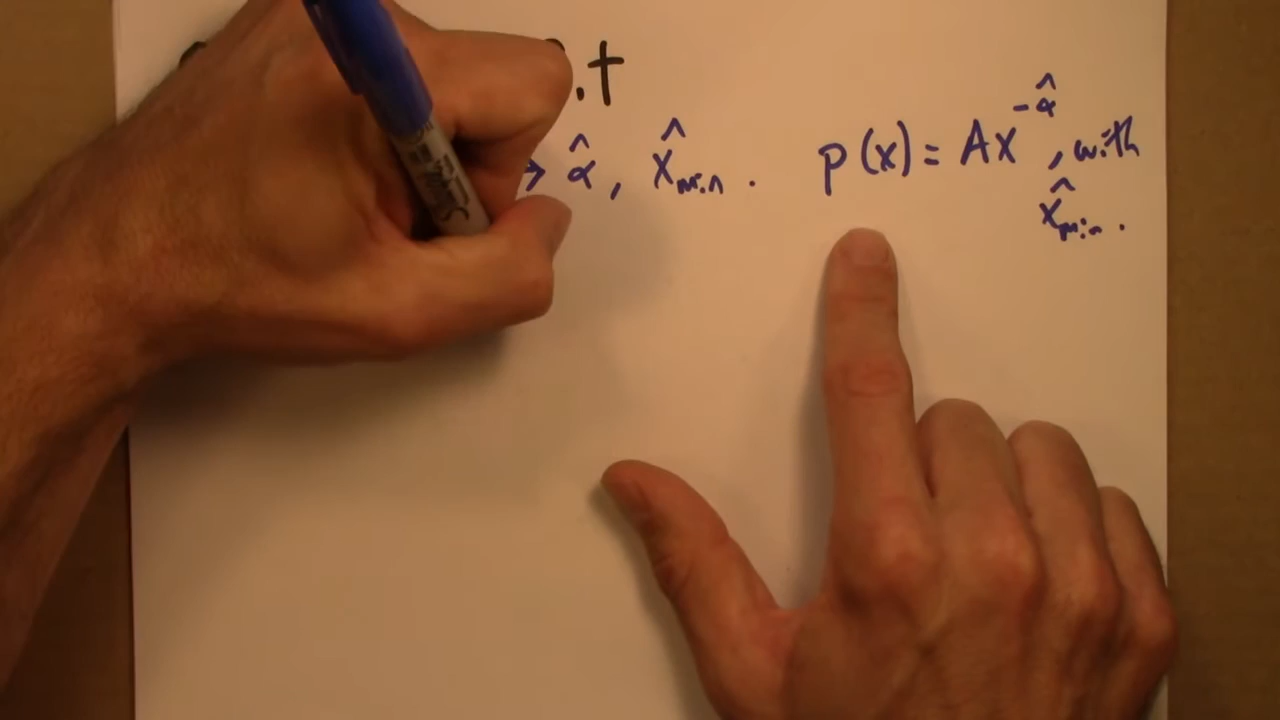 .t
→ α̂, x̂min. p(x) = Ax^-α̂, with
x̂min.